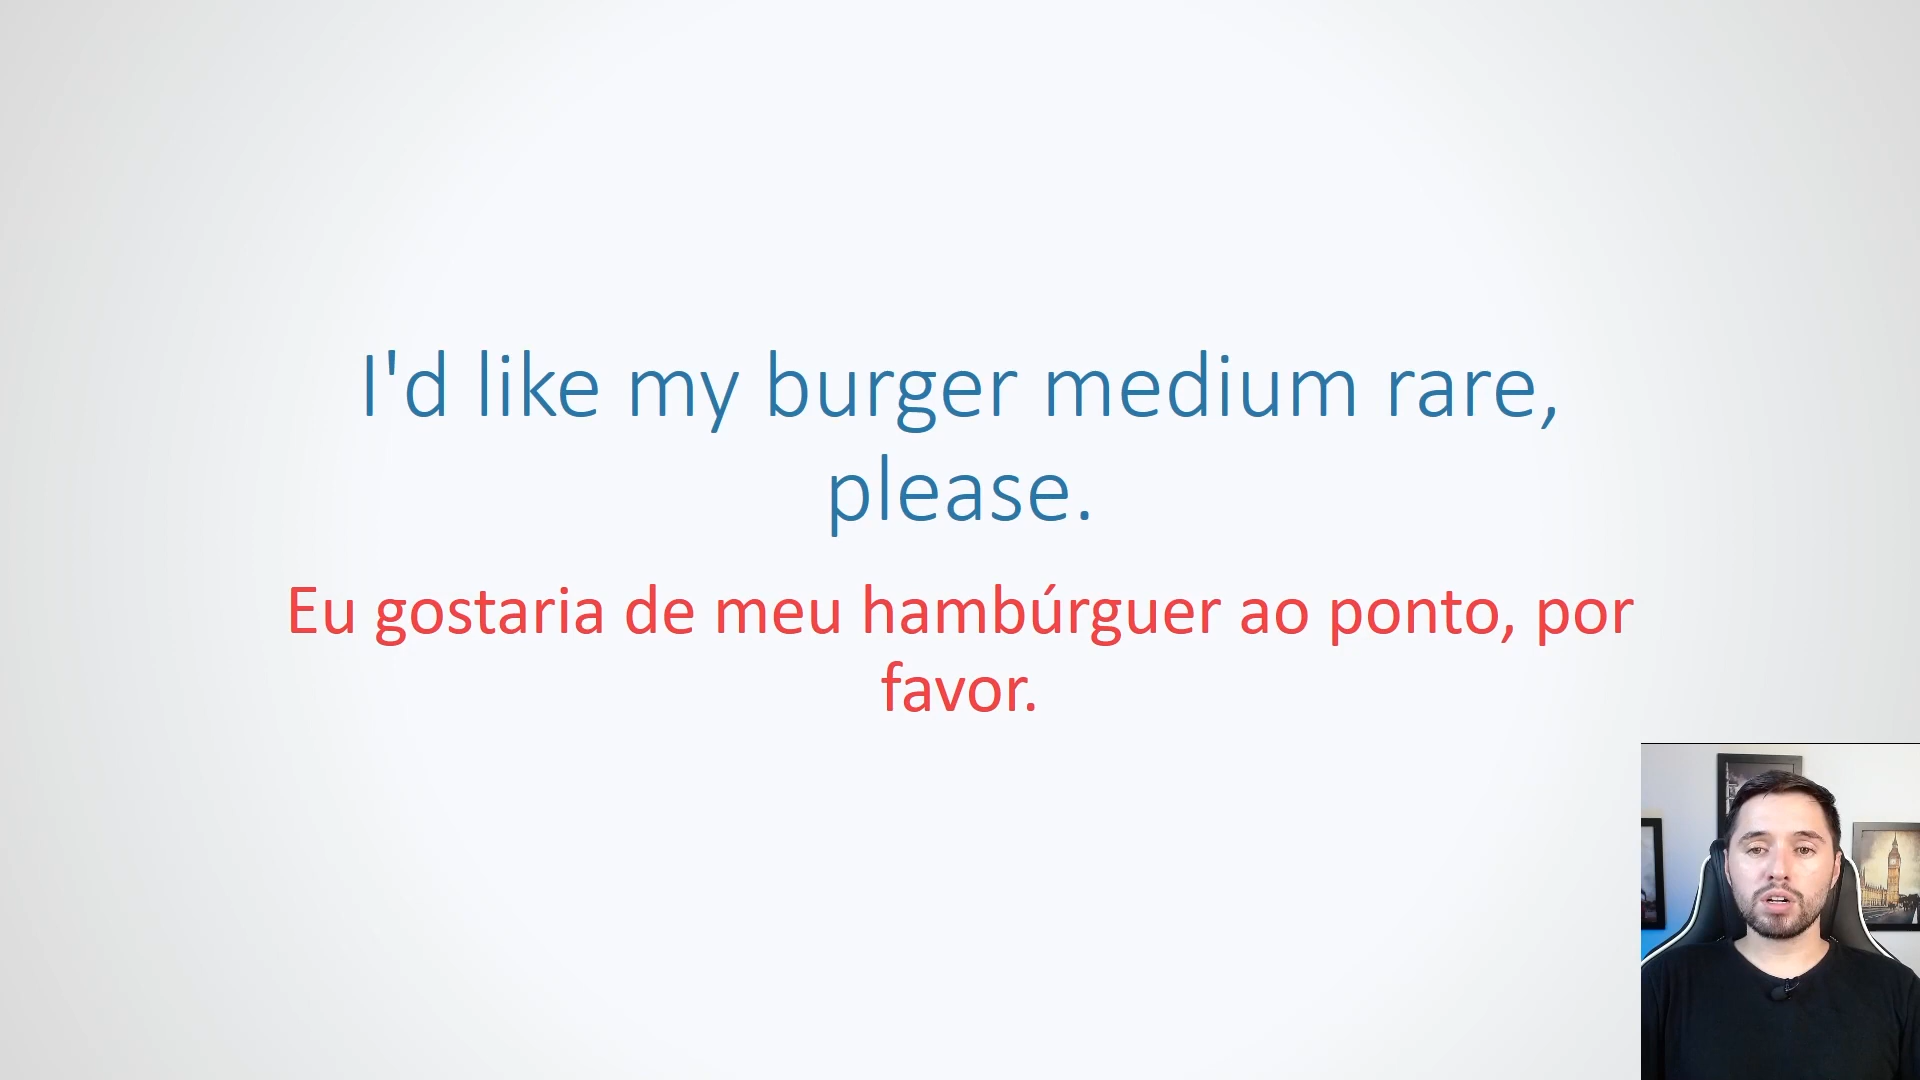 I'd like my burger medium rare,
please.
Eu gostaria de meu hambúrguer ao ponto, por
favor.